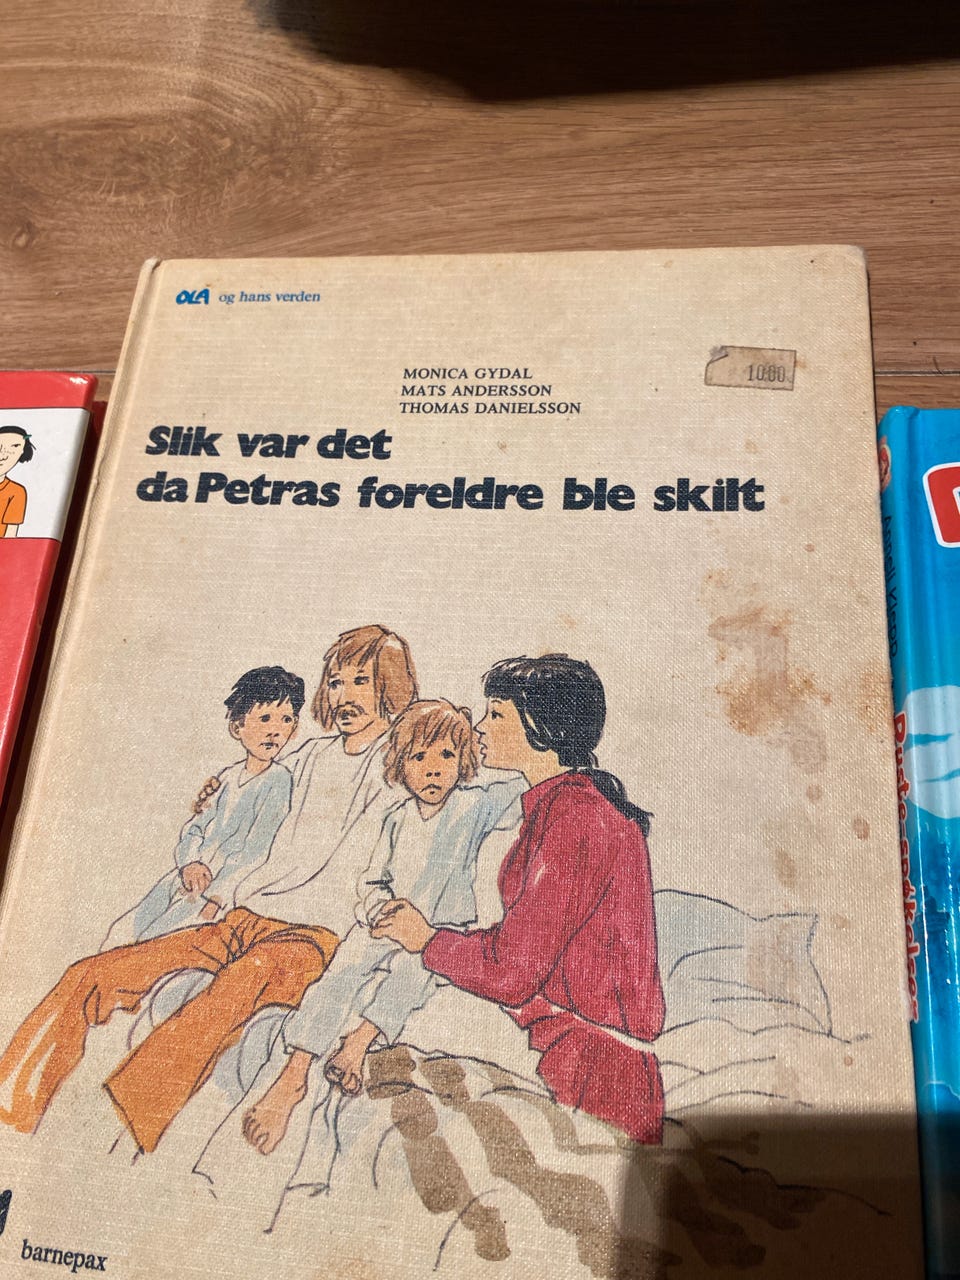 OLA og hans verden
10.00
MONICA GYDAL
MATS ANDERSSON
THOMAS DANIELSSON
Slik var det
da Petras foreldre ble skilt
barnepax